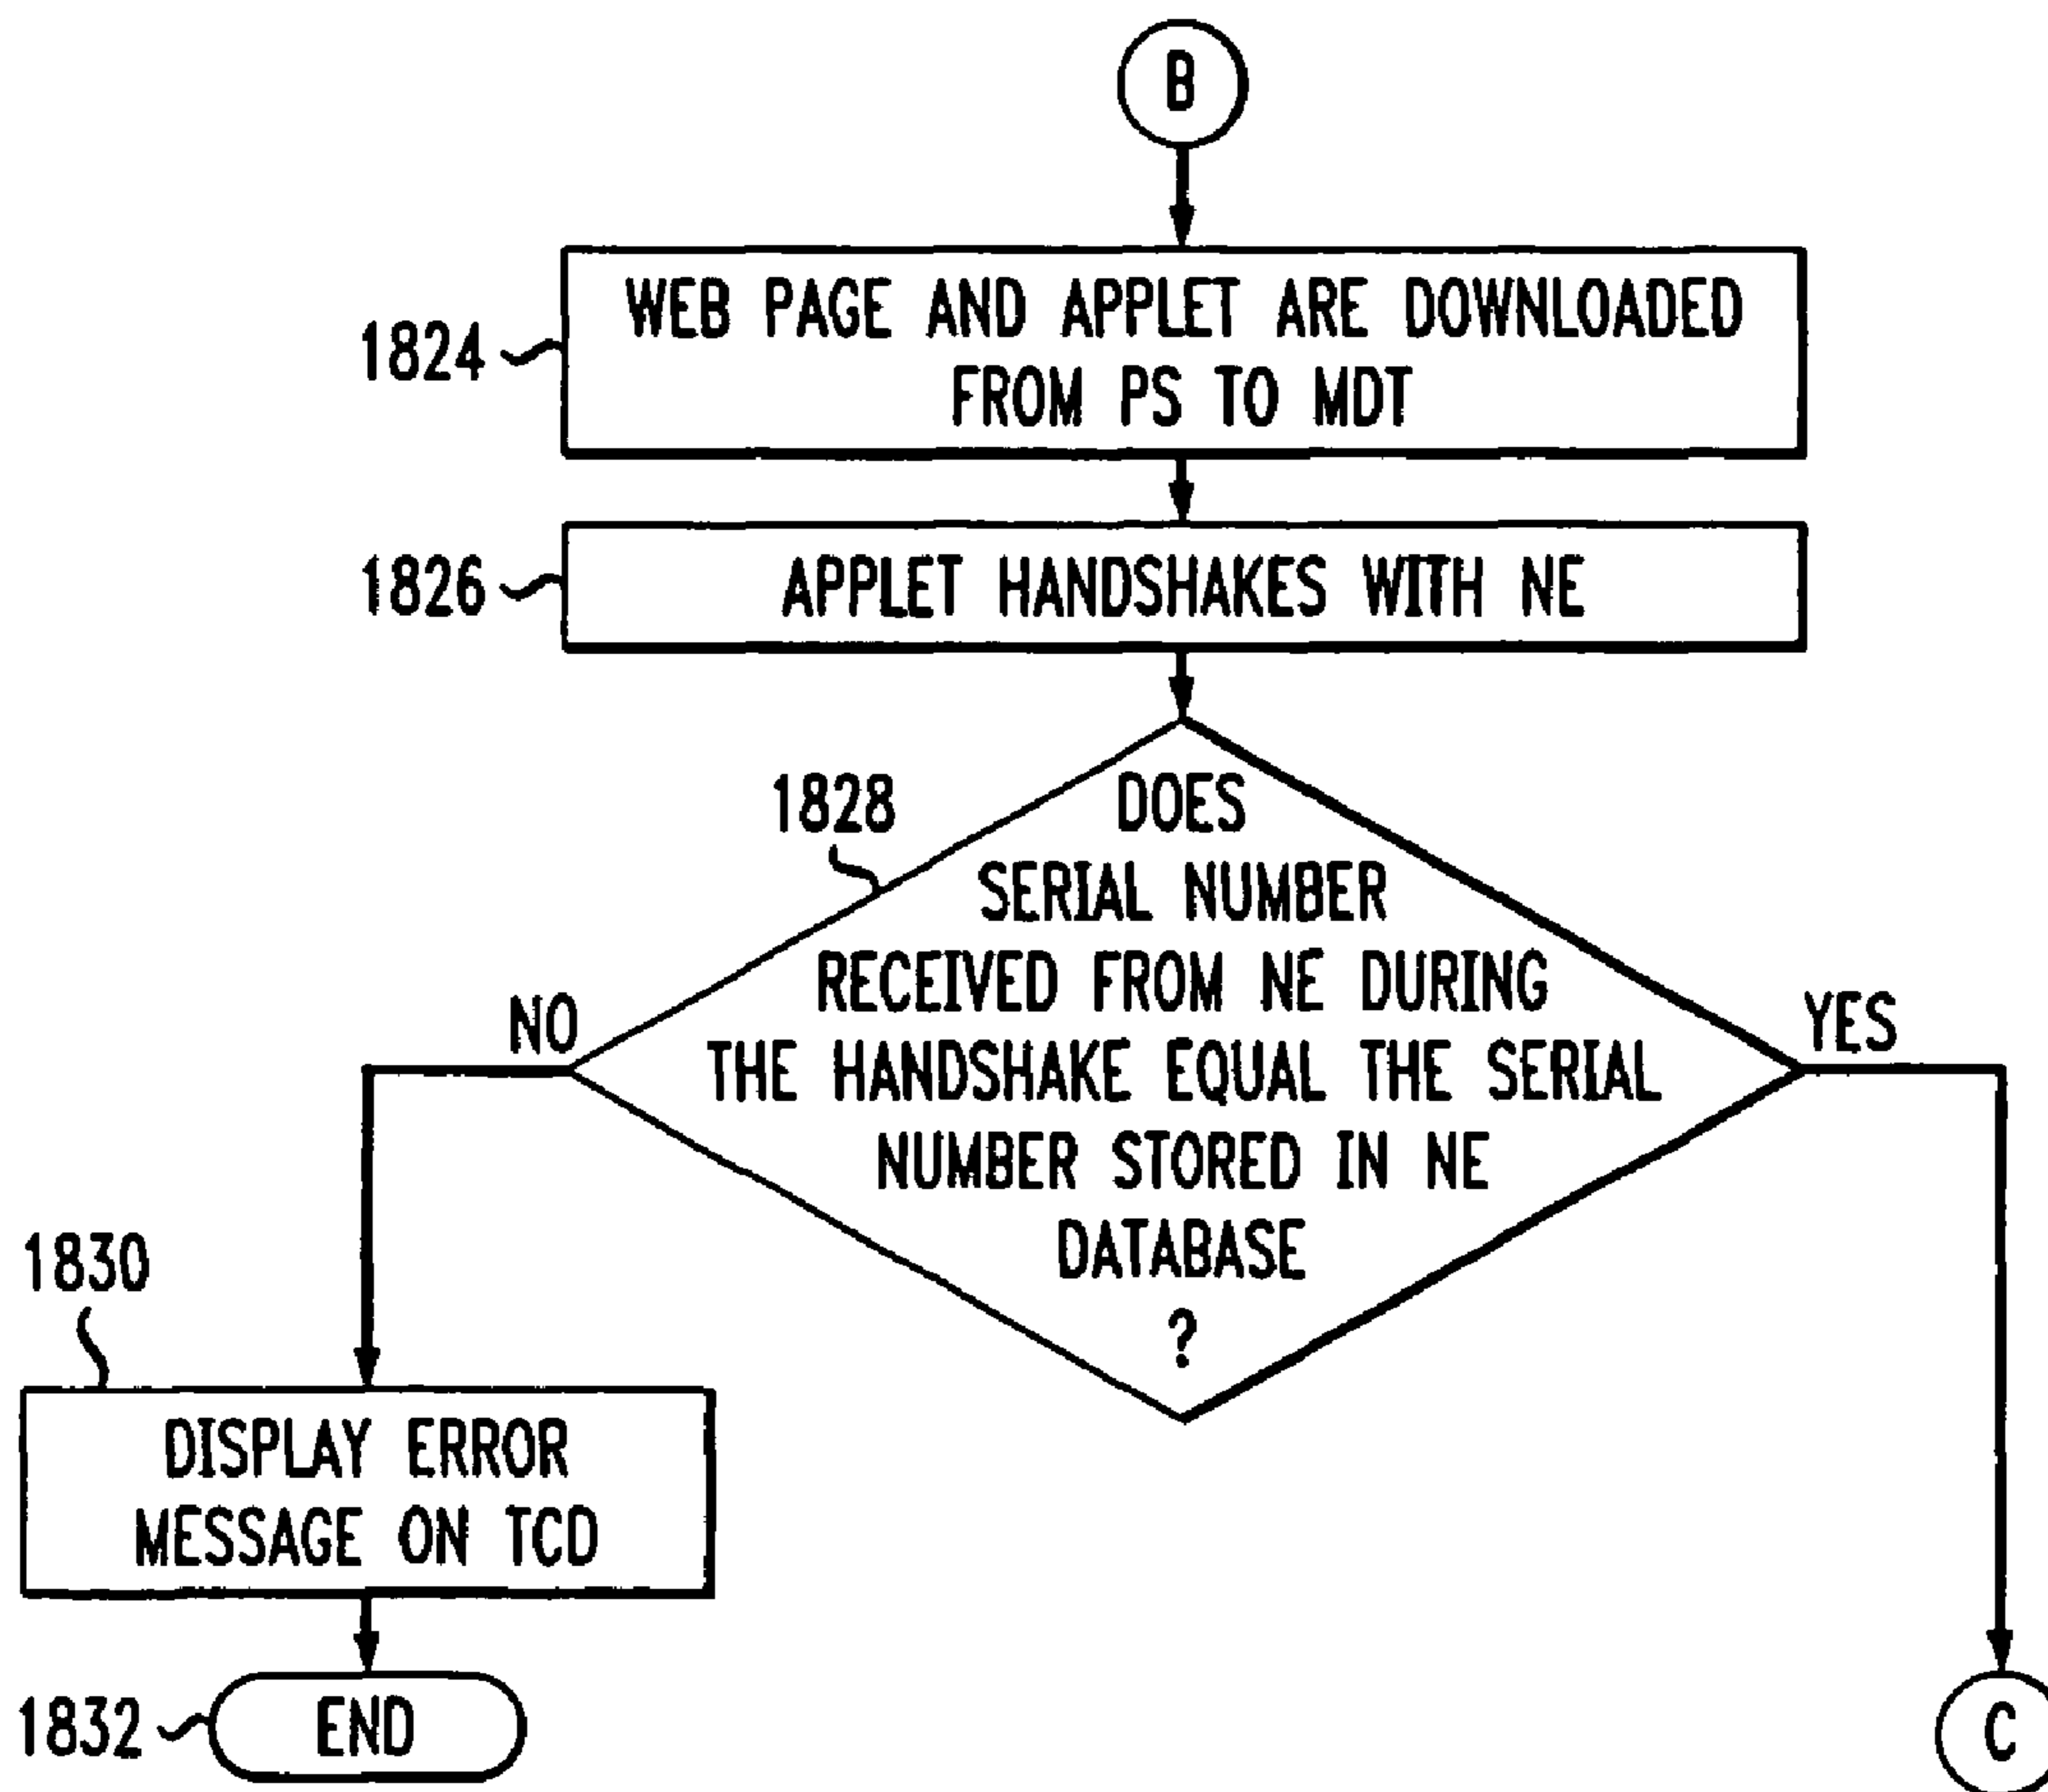 B
WEB PAGE AND APPLET ARE DOWNLOADED
FROM PS TO MDT
1824
APPLET HANDSHAKES WITH NE
1826
1828
DOES
SERIAL NUMBER
RECEIVED FROM NE DURING
THE HANDSHAKE EQUAL THE SERIAL
NUMBER STORED IN NE
DATABASE
?
NO
YES
1830
DISPLAY ERROR
MESSAGE ON TCD
1832
END
C